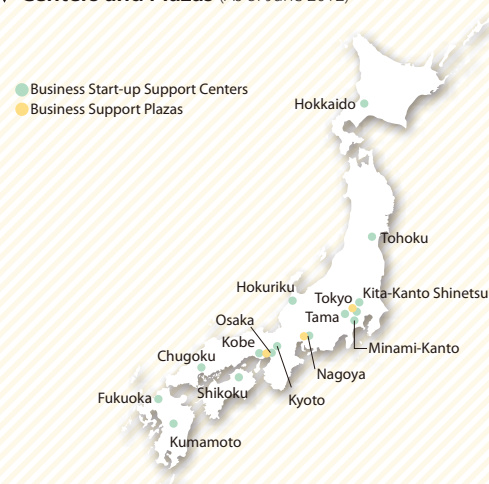 Centers and Plazas (As of June 2012)
Business Start-up Support Centers
Business Support Plazas
Hokkaido
Tohoku
Hokuriku
Tokyo
Kita-Kanto Shinetsu
Tama
Osaka
Kobe
Minami-Kanto
Chugoku
Nagoya
Shikoku
Kyoto
Fukuoka
Kumamoto